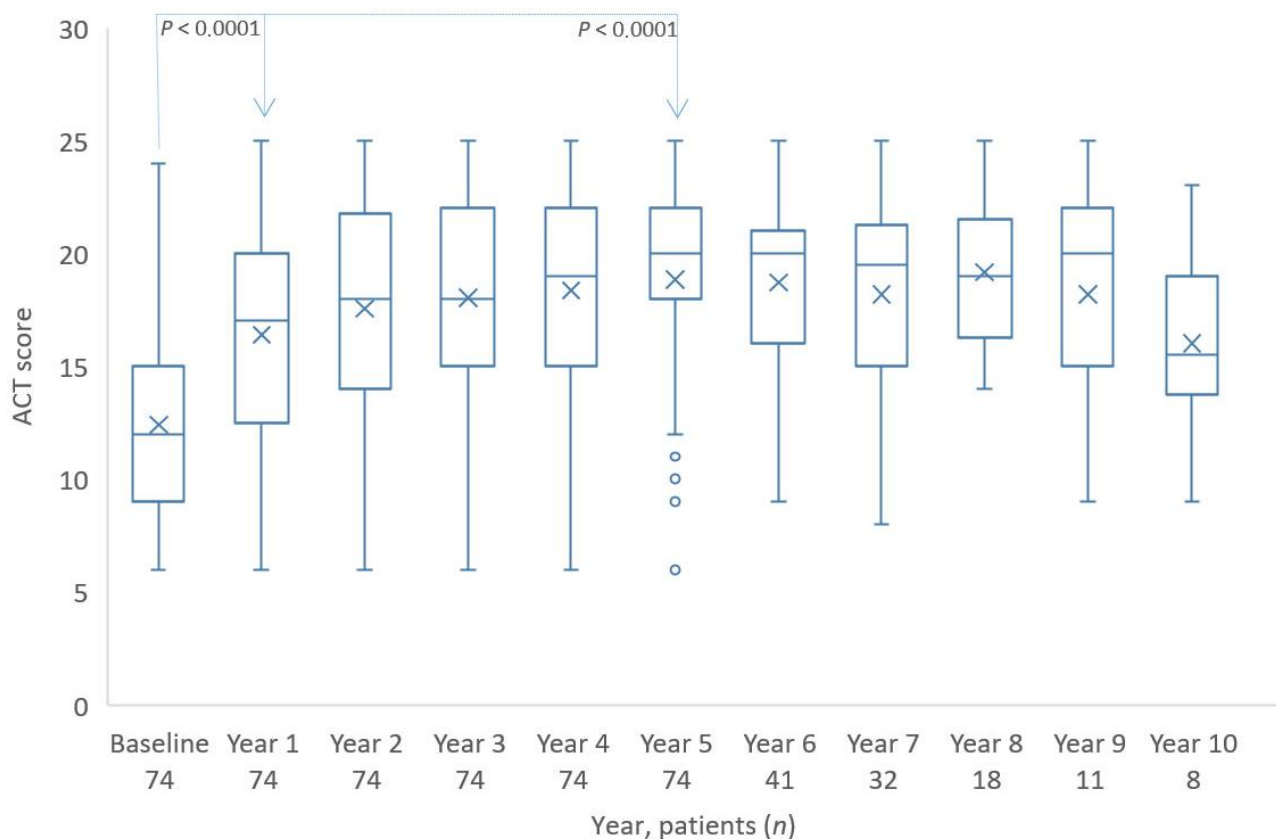 30
P < 0.0001 P < 0.0001
25
20
15
10
5
0
ACT score
Baseline Year 1 Year 2 Year 3 Year 4 Year 5 Year 6 Year 7 Year 8 Year 9 Year 10
74 74 74 74 74 74 41 32 18 11 8
Year, patients (n)